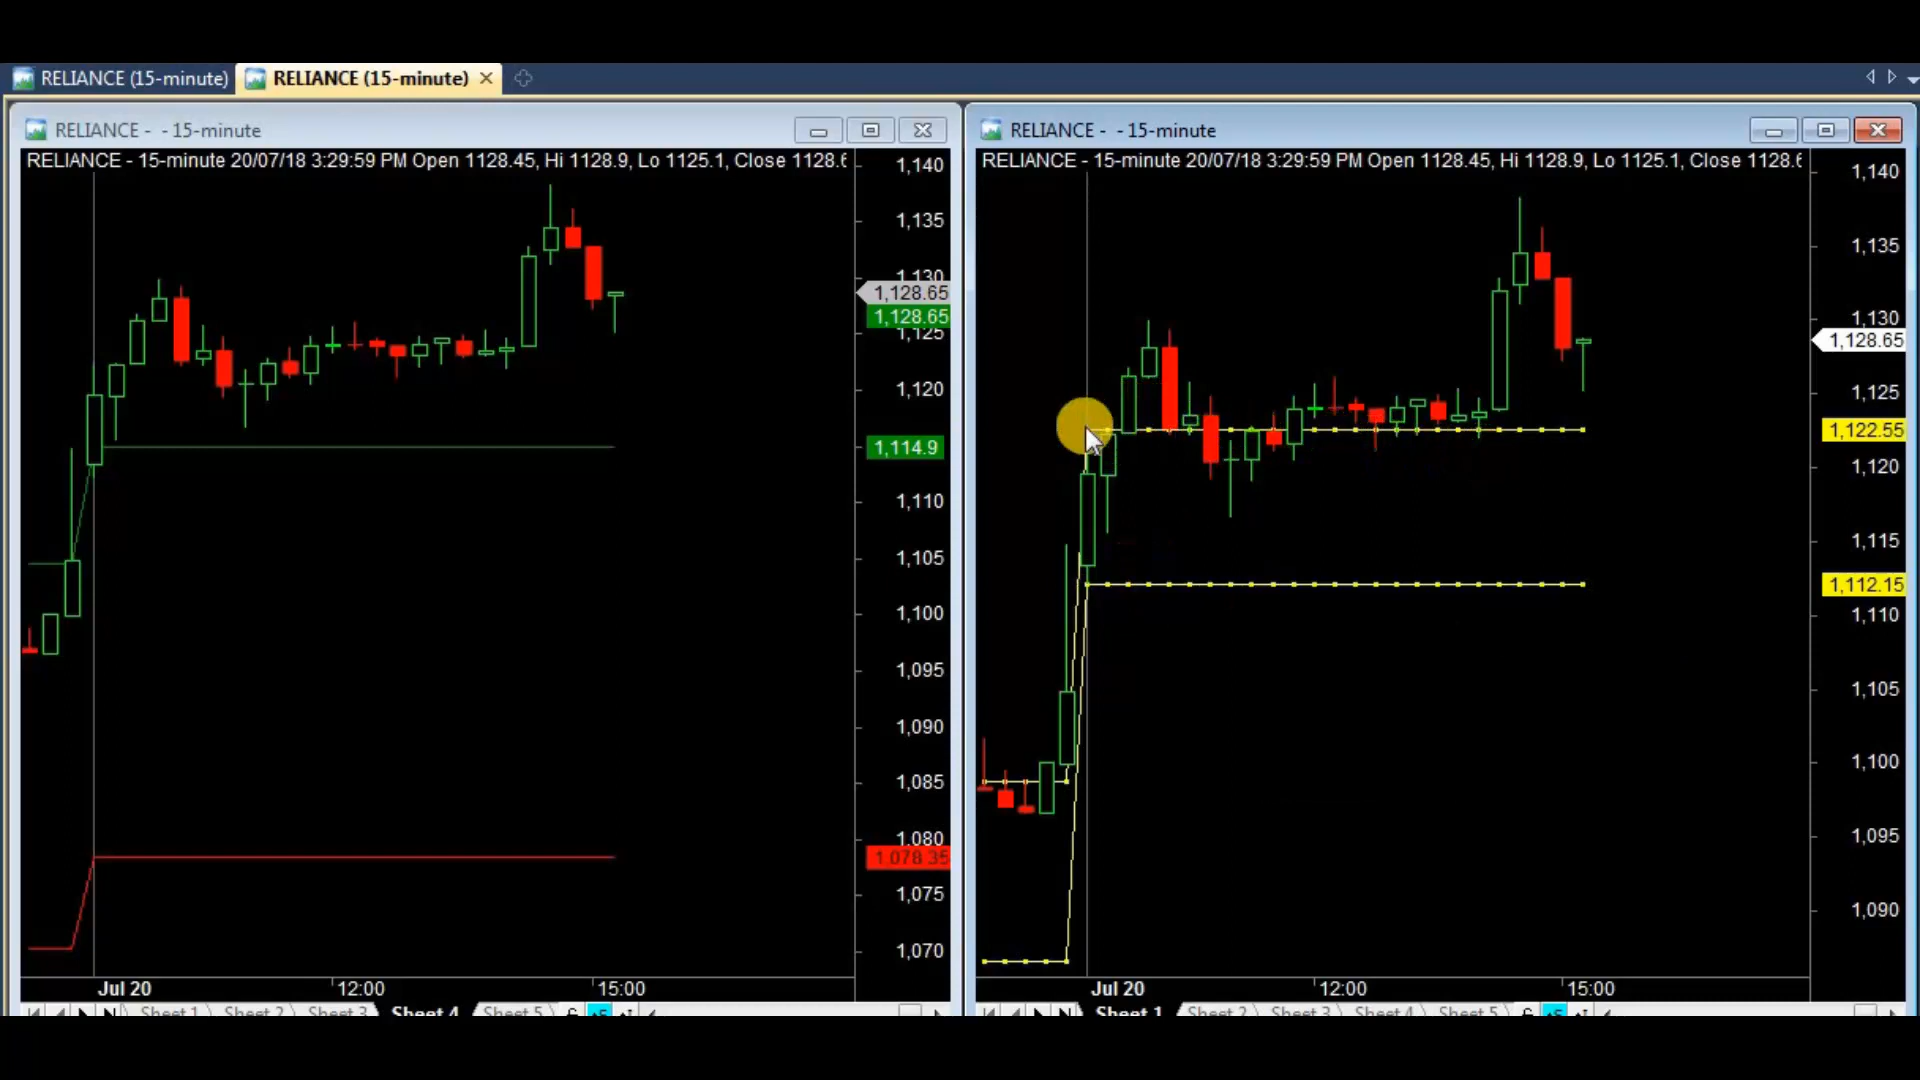 RELIANCE (15-minute)
RELIANCE (15-minute)
RELIANCE - - 15-minute
RELIANCE - 15-minute 20/07/18 3:29:59 PM Open 1128.45, Hi 1128.9, Lo 1125.1, Close 1128.6
1,140
1,135
1,130
1,128.65
1,128.65
1,125
1,120
1,114.9
1,110
1,105
1,100
1,095
1,090
1,085
1,080
1,078.35
1,075
1,070
Jul 20
12:00
15:00
Sheet 1
Sheet 2
Sheet 3
Sheet 4
Sheet 5
RELIANCE - - 15-minute
RELIANCE - 15-minute 20/07/18 3:29:59 PM Open 1128.45, Hi 1128.9, Lo 1125.1, Close 1128.6
1,140
1,135
1,130
1,128.65
1,125
1,122.55
1,120
1,115
1,112.15
1,110
1,105
1,100
1,095
1,090
Jul 20
12:00
15:00
Sheet 1
Sheet 2
Sheet 3
Sheet 4
Sheet 5